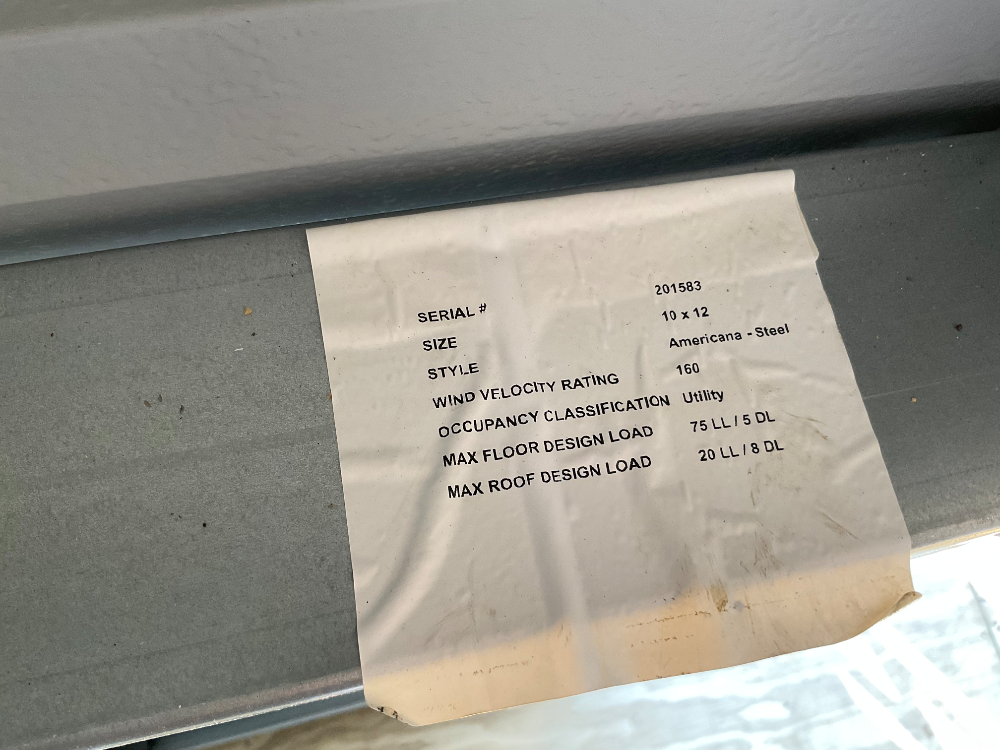 SERIAL # 201583
SIZE 10 x 12
STYLE Americana - Steel
WIND VELOCITY RATING 160
OCCUPANCY CLASSIFICATION Utility
MAX FLOOR DESIGN LOAD 75 LL / 5 DL
MAX ROOF DESIGN LOAD 20 LL / 8 DL